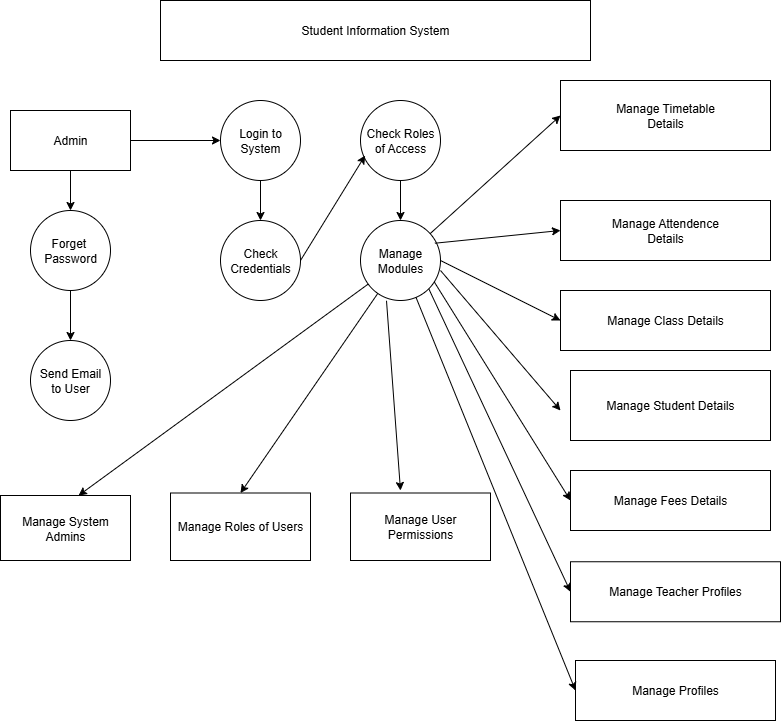 Student Information System
Admin
Login to
System
Check Roles
of Access
Manage Timetable
Details
Forget
Password
Check
Credentials
Manage
Modules
Manage Attendence
Details
Manage Class Details
Send Email
to User
Manage Student Details
Manage Fees Details
Manage System
Admins
Manage Roles of Users
Manage User
Permissions
Manage Teacher Profiles
Manage Profiles